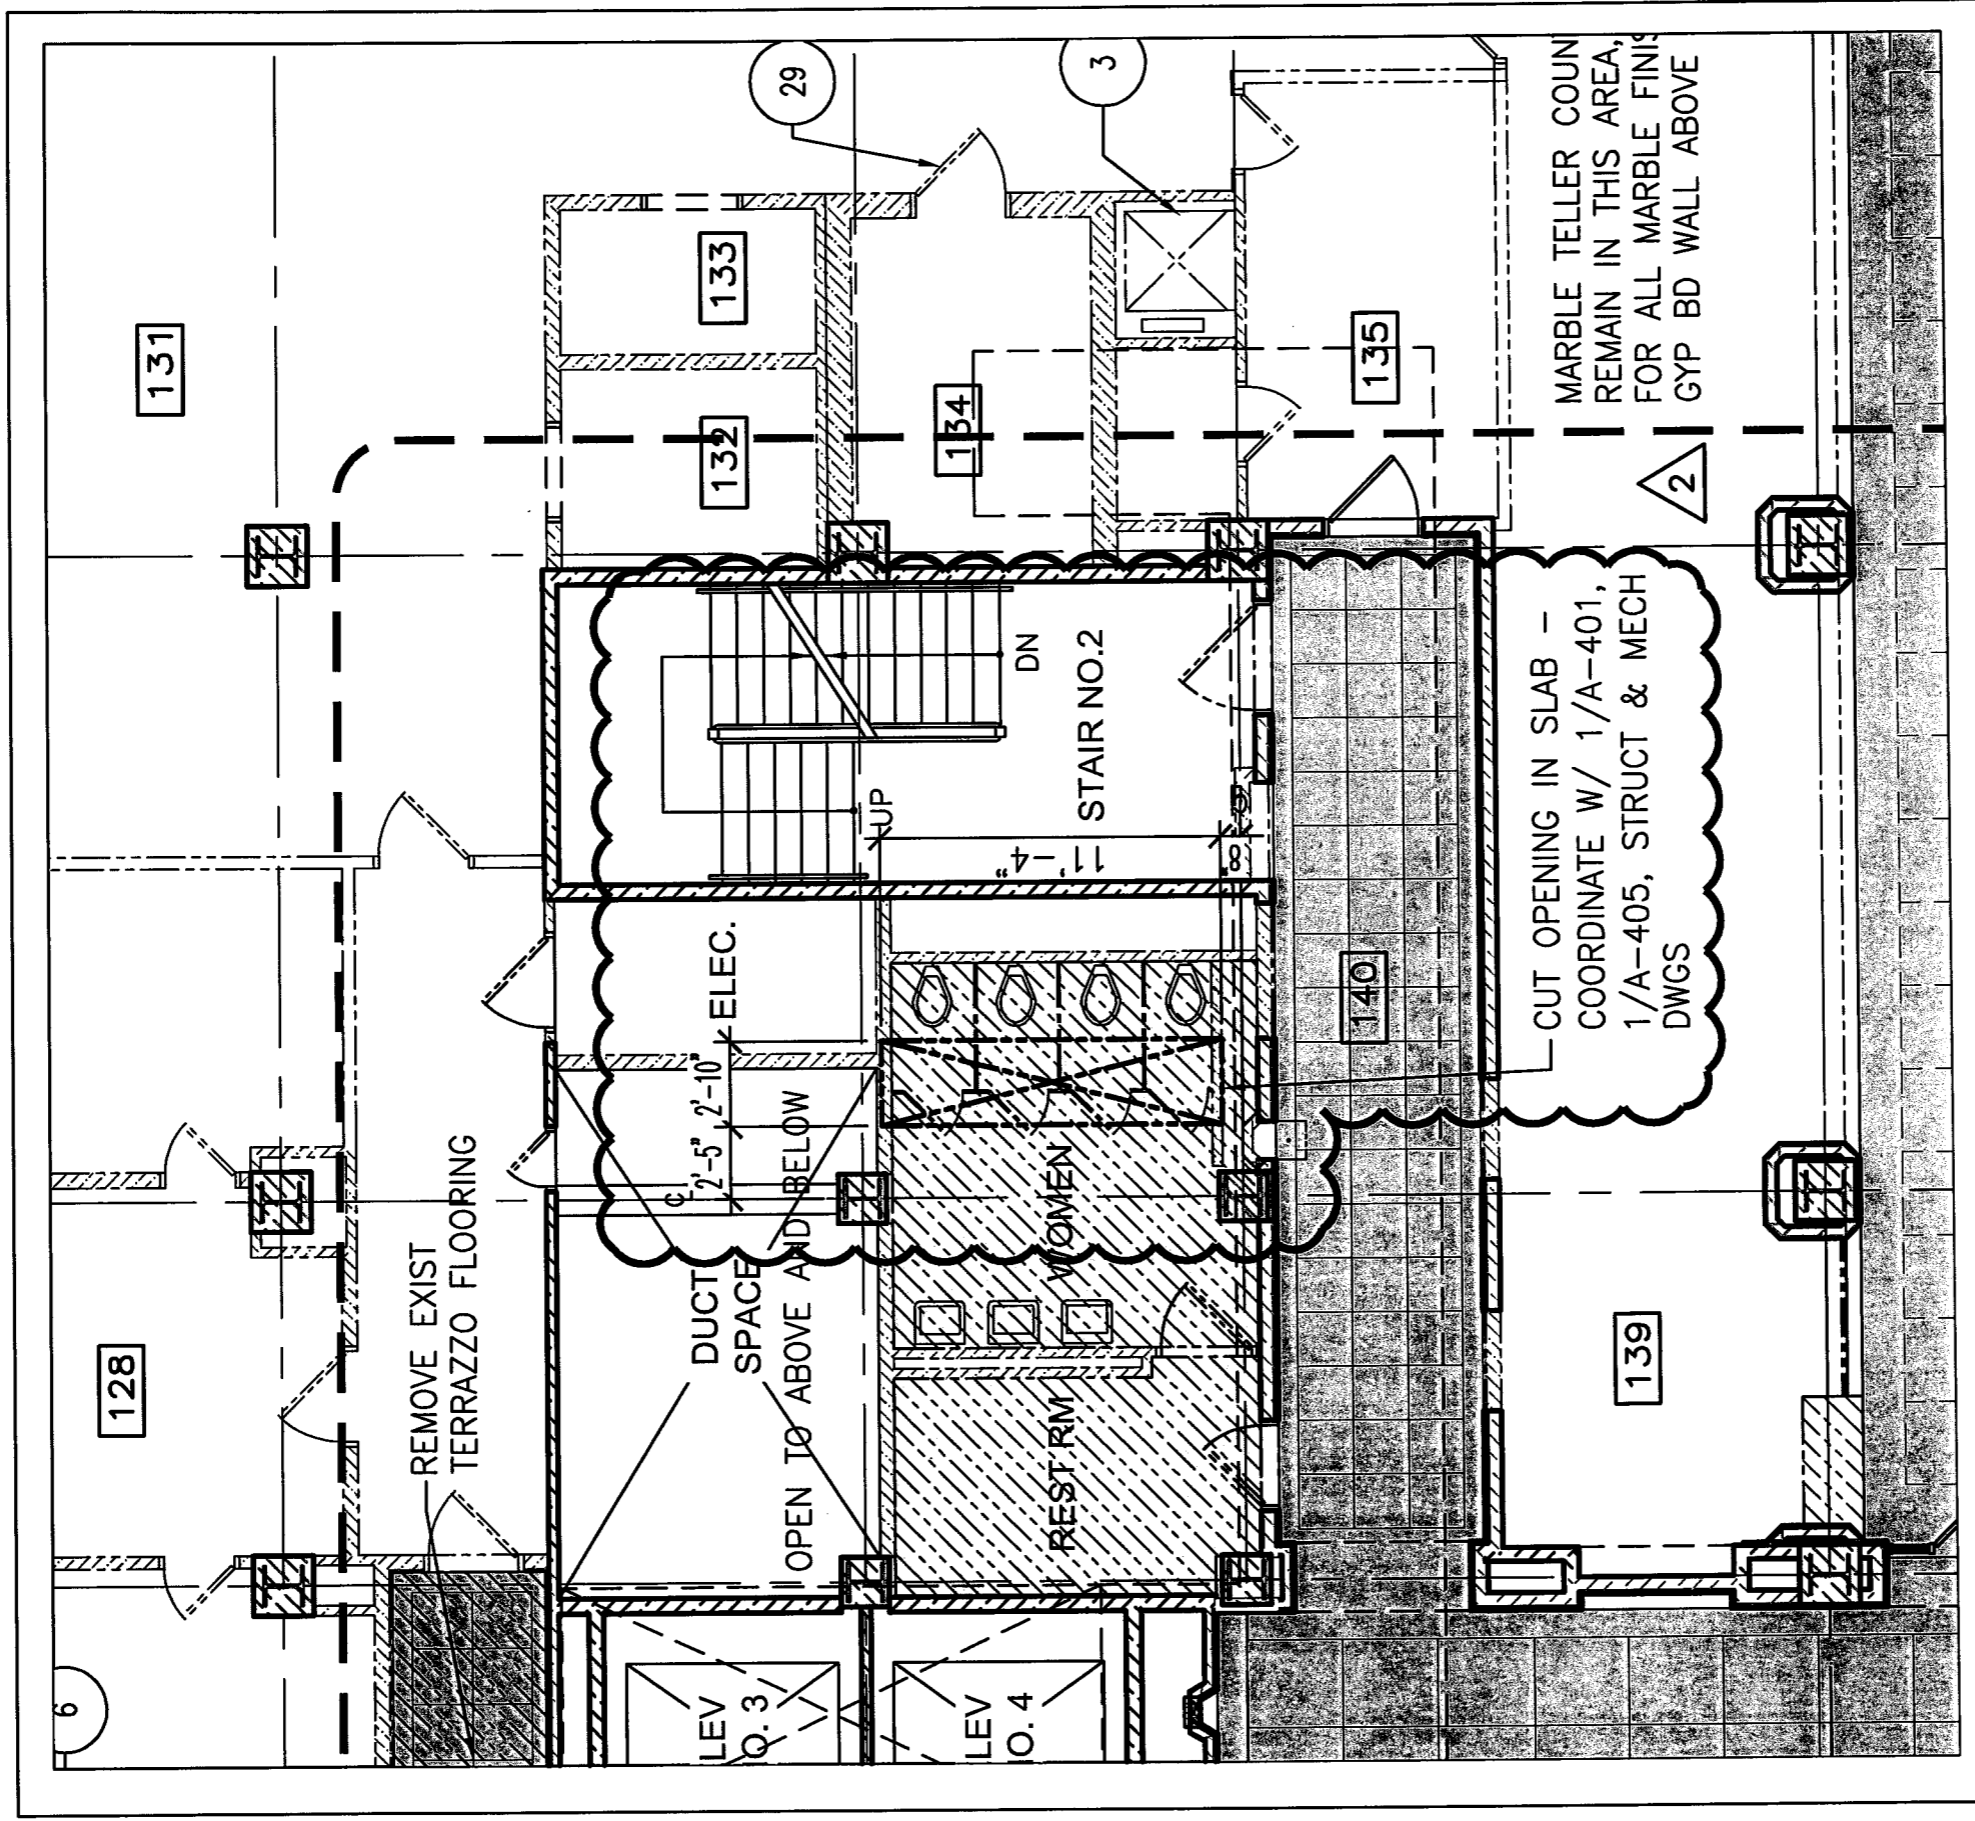 131
29
3
133
132
134
135
MARBLE TELLER COUN
REMAIN IN THIS AREA,
FOR ALL MARBLE FINIS
GYP BD WALL ABOVE
2
DN
UP
STAIR NO.2
11'-4"
8"
ELEC.
2'-10"
2'-5"
CL
CUT OPENING IN SLAB -
COORDINATE W/ 1/A-401,
1/A-405, STRUCT & MECH
DWGS
140
128
REMOVE EXIST
TERRAZZO FLOORING
DUCT
SPACE
OPEN TO ABOVE AND BELOW
WOMEN
REST RM
139
6
LEV
O. 3
LEV
O. 4